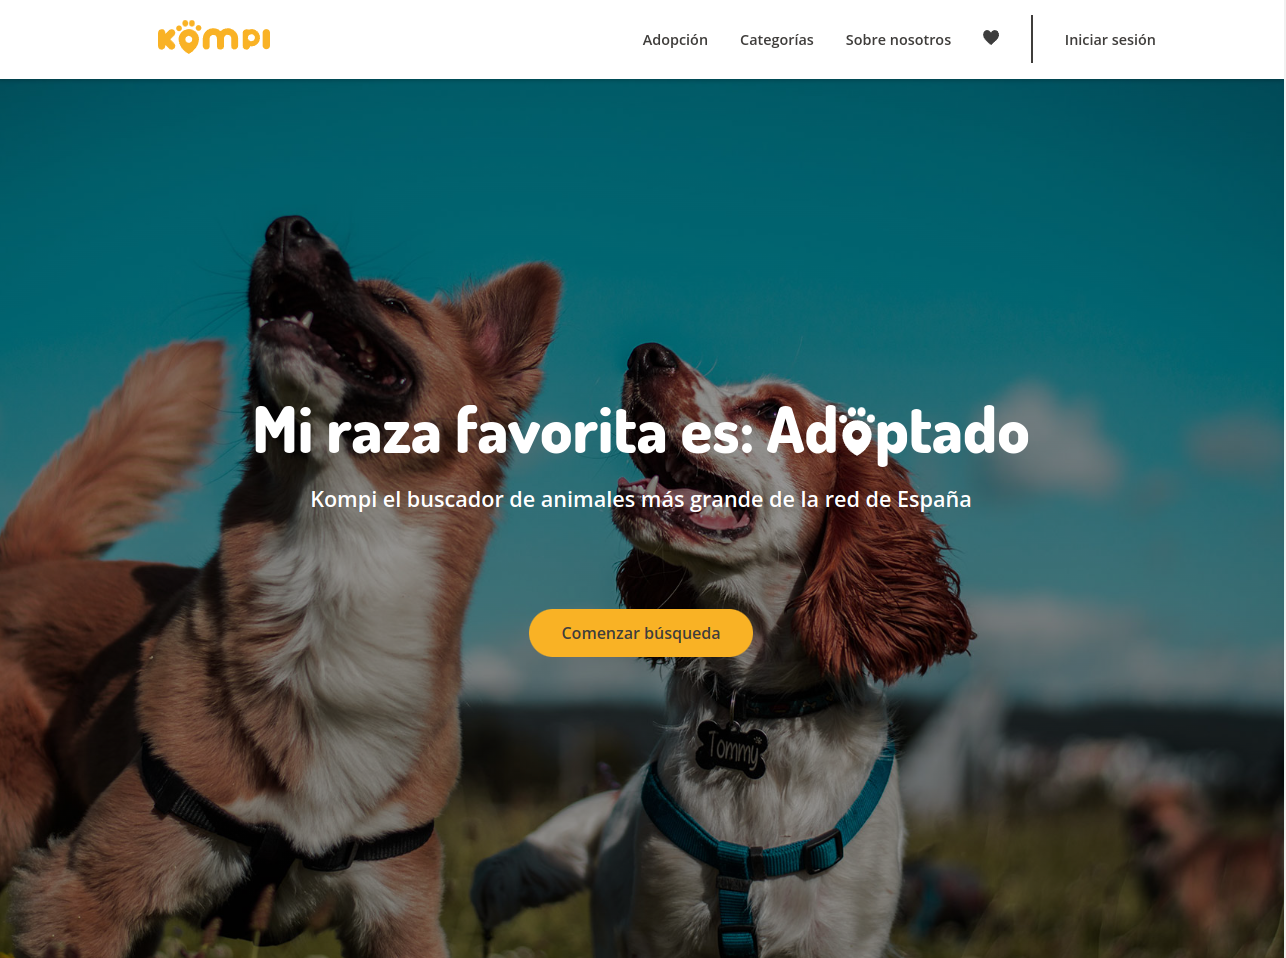 Kompi
Adopción Categorías Sobre nosotros Iniciar sesión
Mi raza favorita es: Adoptado
Kompi el buscador de animales más grande de la red de España
Comenzar búsqueda
Tommy